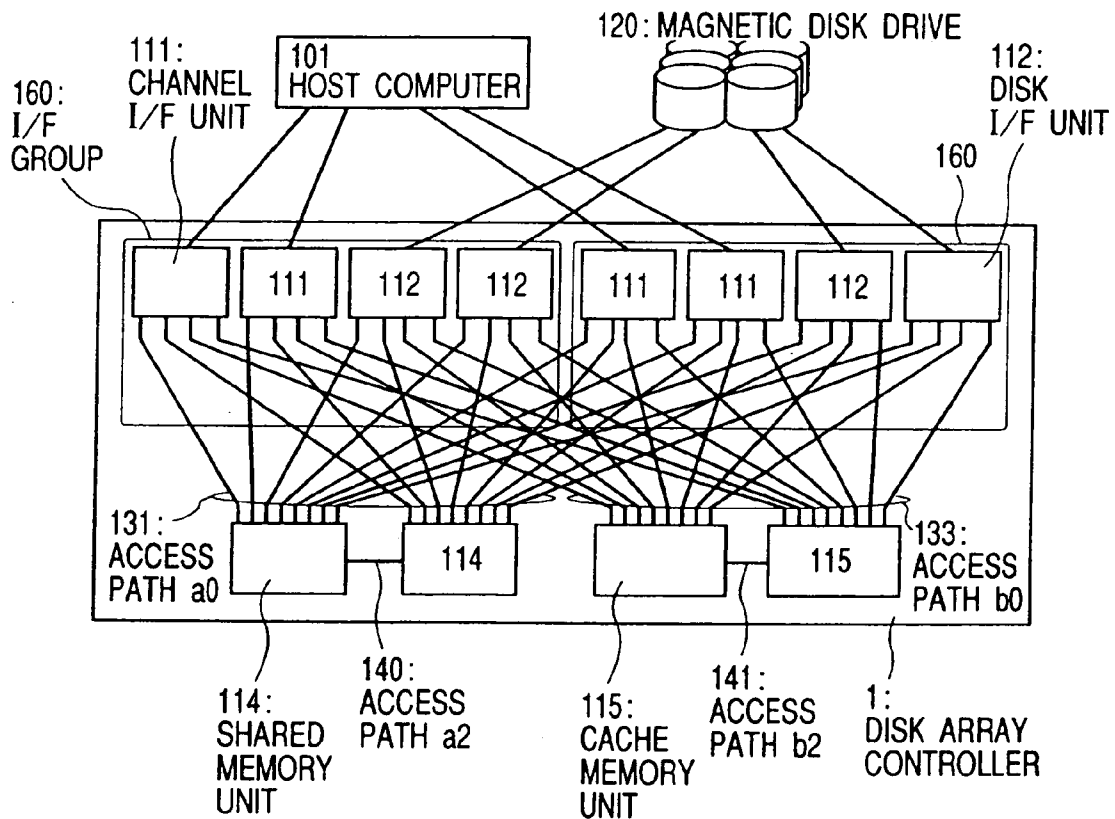 120: MAGNETIC DISK DRIVE
111:
CHANNEL
I/F UNIT
101
HOST COMPUTER
112:
DISK
I/F UNIT
160:
I/F
GROUP
160
111
112
112
111
111
112
131:
ACCESS
PATH a0
114
115
133:
ACCESS
PATH b0
114:
SHARED
MEMORY
UNIT
140:
ACCESS
PATH a2
115:
CACHE
MEMORY
UNIT
141:
ACCESS
PATH b2
1:
DISK ARRAY
CONTROLLER